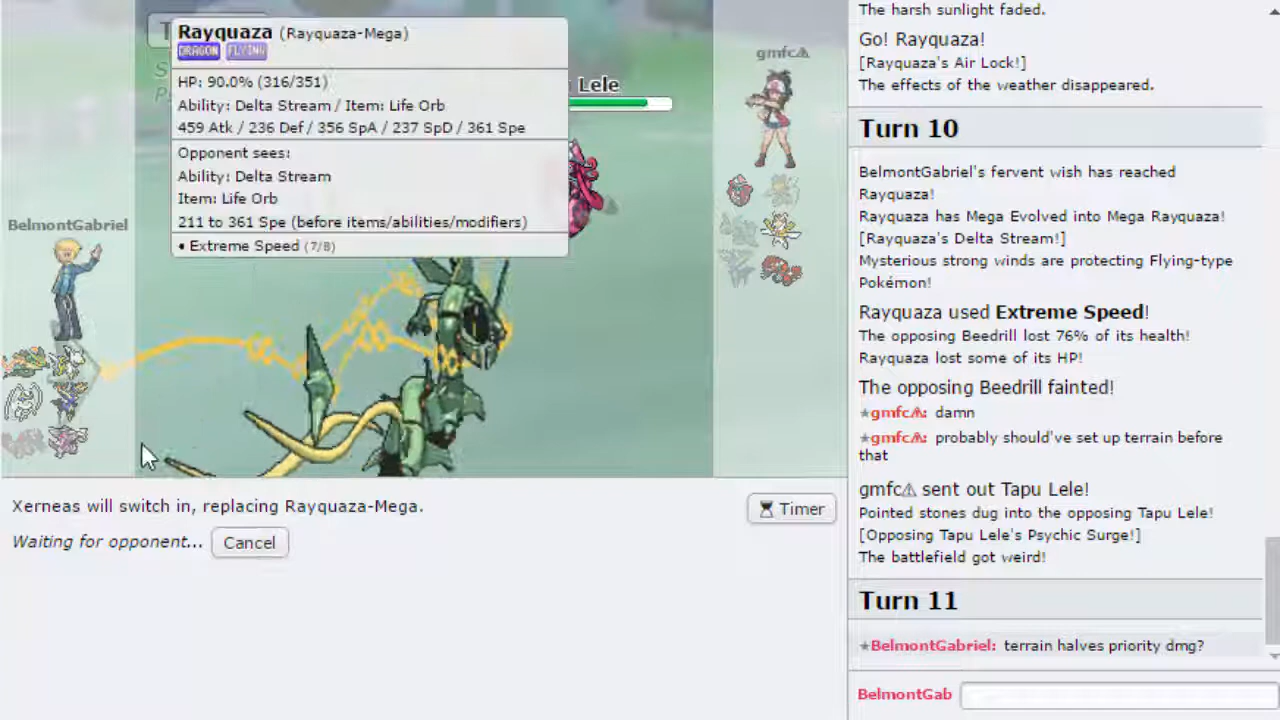 Rayquaza (Rayquaza-Mega)
DRAGON FLYING
HP: 90.0% (316/351)
Ability: Delta Stream / Item: Life Orb
459 Atk / 236 Def / 356 SpA / 237 SpD / 361 Spe
Opponent sees:
Ability: Delta Stream
Item: Life Orb
211 to 361 Spe (before items/abilities/modifiers)
• Extreme Speed (7/8)
Lele
gmfc⚠
BelmontGabriel
Xerneas will switch in, replacing Rayquaza-Mega.
Timer
Waiting for opponent... Cancel
The harsh sunlight faded.
Go! Rayquaza!
[Rayquaza's Air Lock!]
The effects of the weather disappeared.
Turn 10
BelmontGabriel's fervent wish has reached
Rayquaza!
Rayquaza has Mega Evolved into Mega Rayquaza!
[Rayquaza's Delta Stream!]
Mysterious strong winds are protecting Flying-type
Pokémon!
Rayquaza used Extreme Speed!
The opposing Beedrill lost 76% of its health!
Rayquaza lost some of its HP!
The opposing Beedrill fainted!
★gmfc⚠: damn
★gmfc⚠: probably should've set up terrain before
that
gmfc⚠ sent out Tapu Lele!
Pointed stones dug into the opposing Tapu Lele!
[Opposing Tapu Lele's Psychic Surge!]
The battlefield got weird!
Turn 11
★BelmontGabriel: terrain halves priority dmg?
BelmontGab